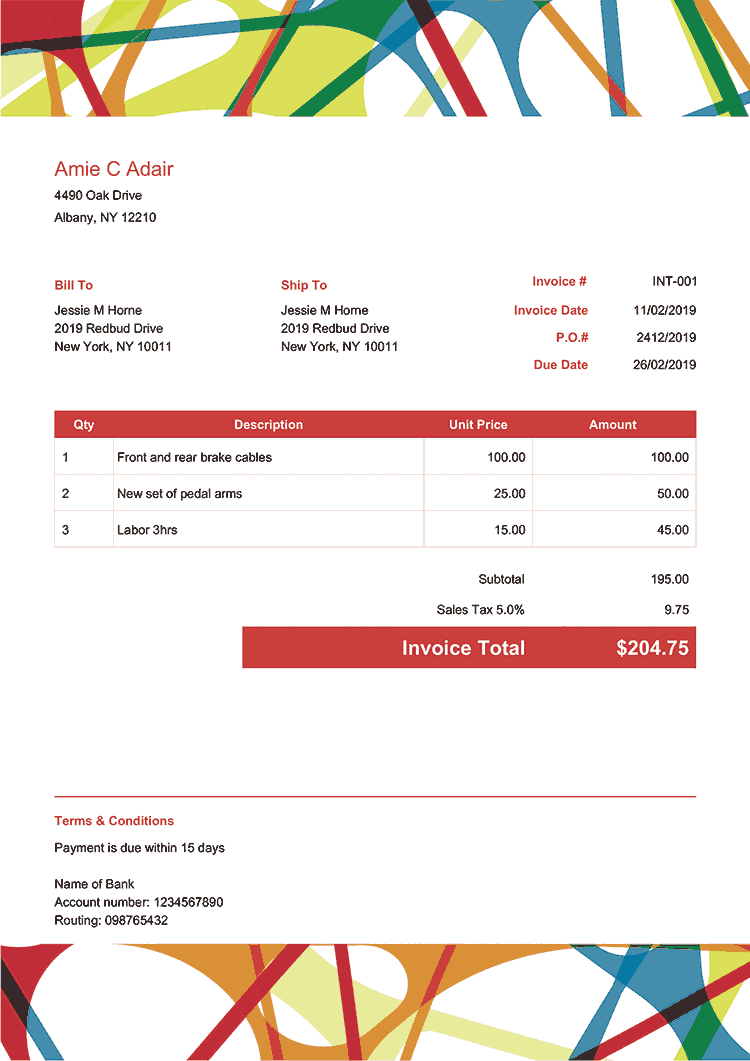 Amie C Adair
4490 Oak Drive
Albany, NY 12210
Bill To
Jessie M Horne
2019 Redbud Drive
New York, NY 10011
Ship To
Jessie M Horne
2019 Redbud Drive
New York, NY 10011
Invoice # INT-001
Invoice Date 11/02/2019
P.O.# 2412/2019
Due Date 26/02/2019
Qty Description Unit Price Amount
1 Front and rear brake cables 100.00 100.00
2 New set of pedal arms 25.00 50.00
3 Labor 3hrs 15.00 45.00
Subtotal 195.00
Sales Tax 5.0% 9.75
Invoice Total $204.75
Terms & Conditions
Payment is due within 15 days
Name of Bank
Account number: 1234567890
Routing: 098765432